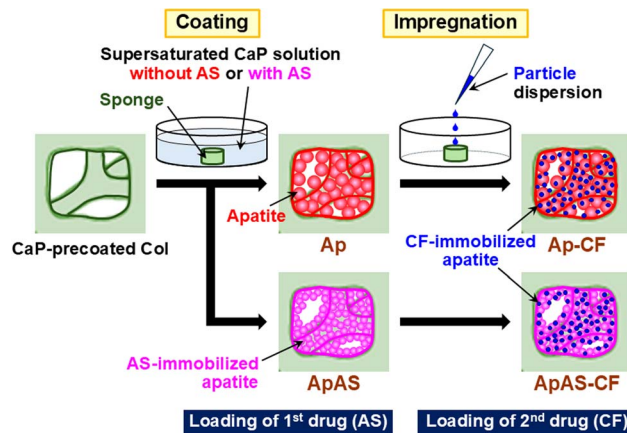 Coating
Impregnation
Supersaturated CaP solution
without AS or with AS
Sponge
Particle
dispersion
CaP-precoated Col
Apatite
Ap
CF-immobilized
apatite
Ap-CF
AS-immobilized
apatite
ApAS
ApAS-CF
Loading of 1st drug (AS)
Loading of 2nd drug (CF)